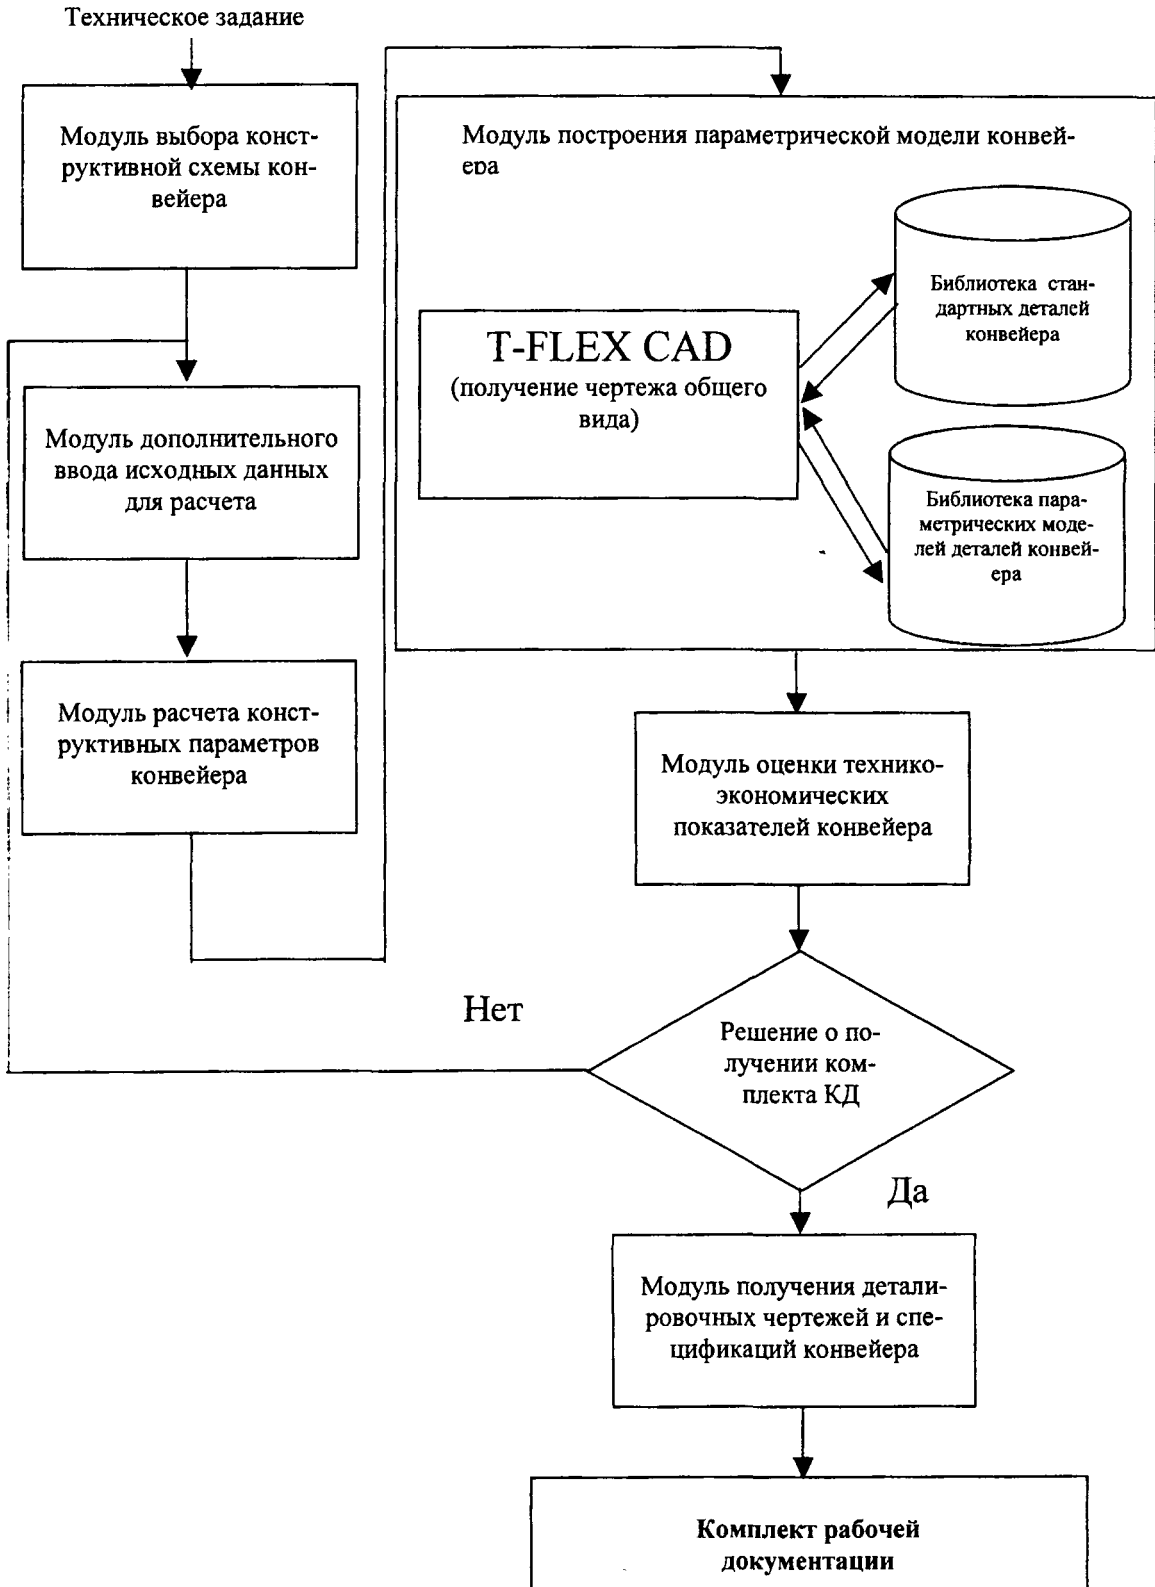 Техническое задание
Модуль выбора конст-
руктивной схемы кон-
вейера
Модуль дополнительного
ввода исходных данных
для расчета
Модуль расчета конст-
руктивных параметров
конвейера
Модуль построения параметрической модели конвей-
ера
T-FLEX CAD
(получение чертежа общего
вида)
Библиотека стан-
дартных деталей
конвейера
Библиотека пара-
метрических моде-
лей деталей конвей-
ера
Модуль оценки технико-
экономических
показателей конвейера
Нет
Решение о по-
лучении ком-
плекта КД
Да
Модуль получения детали-
ровочных чертежей и спе-
цификаций конвейера
Комплект рабочей
документации